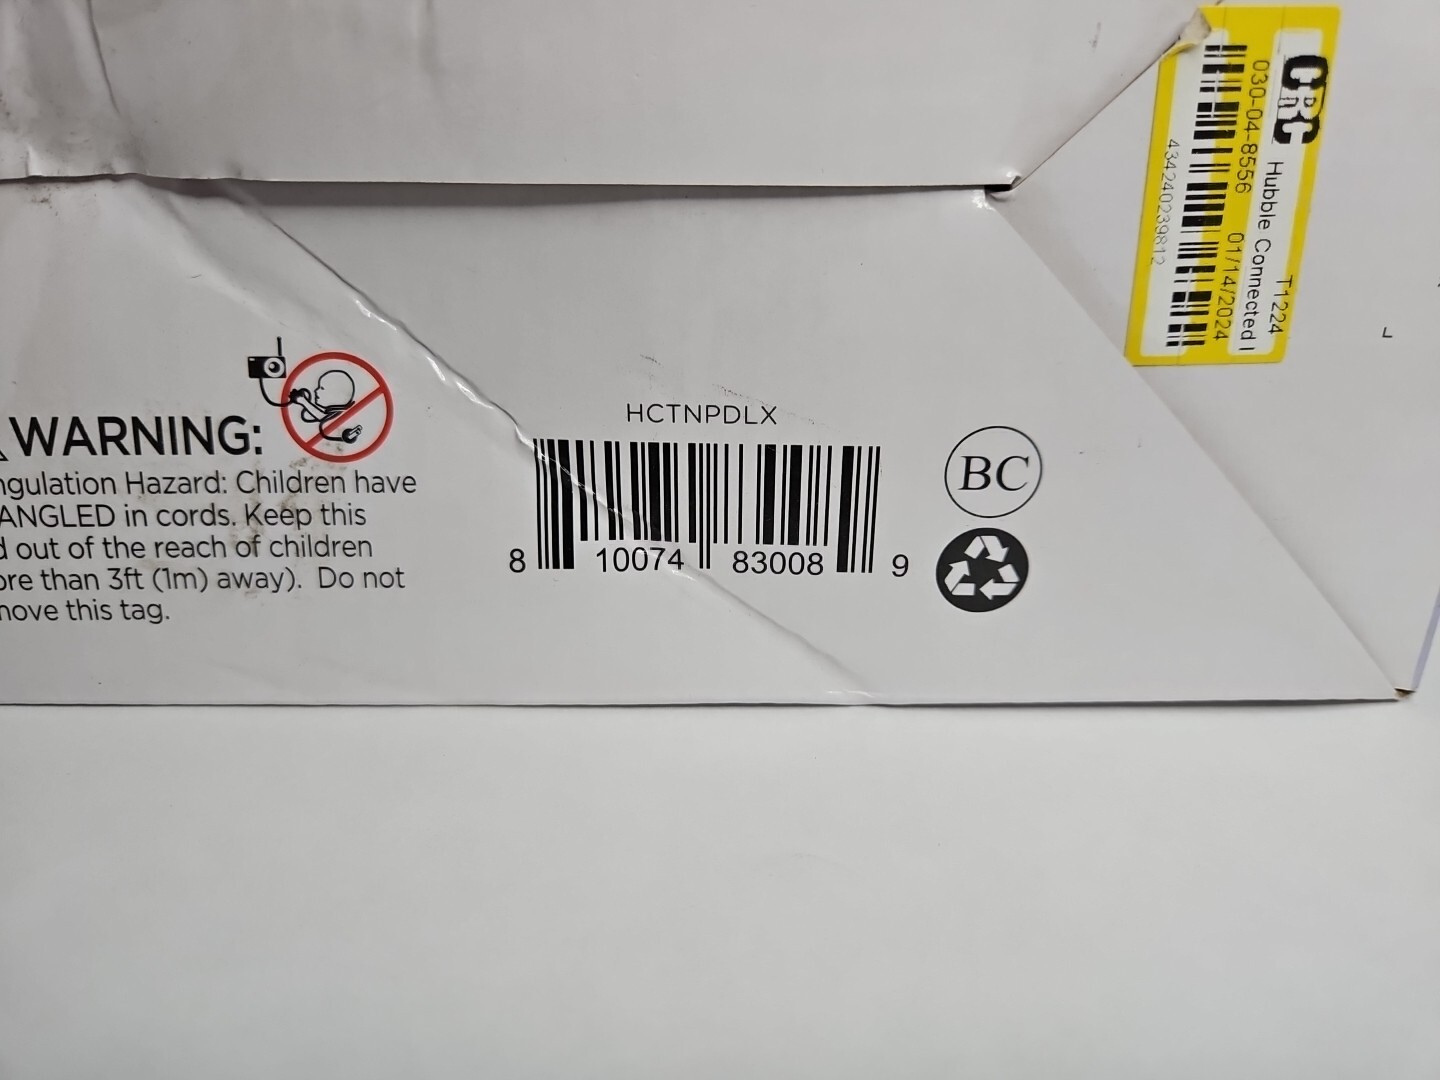 WARNING:
ngulation Hazard: Children have
ANGLED in cords. Keep this
d out of the reach of children
ore than 3ft (1m) away). Do not
move this tag.
HCTNPDLX
8 10074 83008 9
BC
CRC T1224
Hubble Connected I
030-04-8556 01/14/2024
434240239812